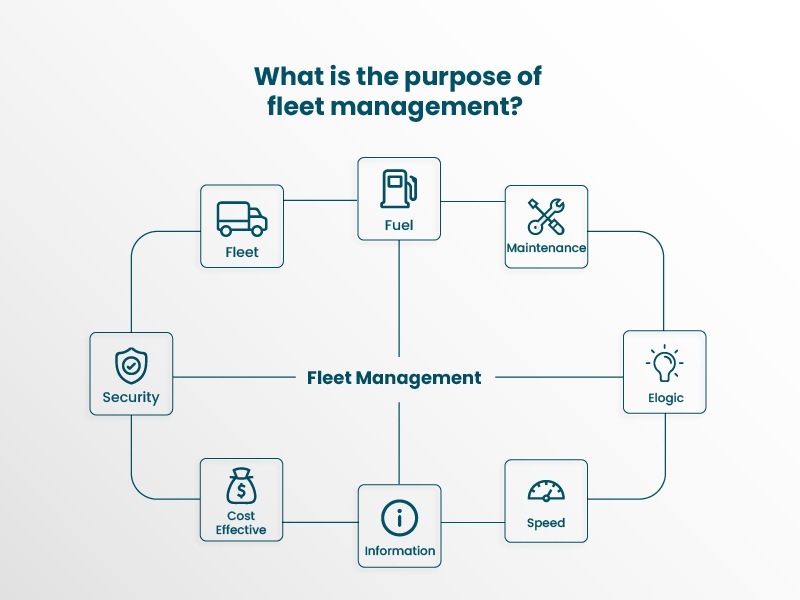 What is the purpose of
fleet management?
Fuel
Fleet
Maintenance
Fleet Management
Security
Elogic
$
Cost
Effective
Speed
i
Information